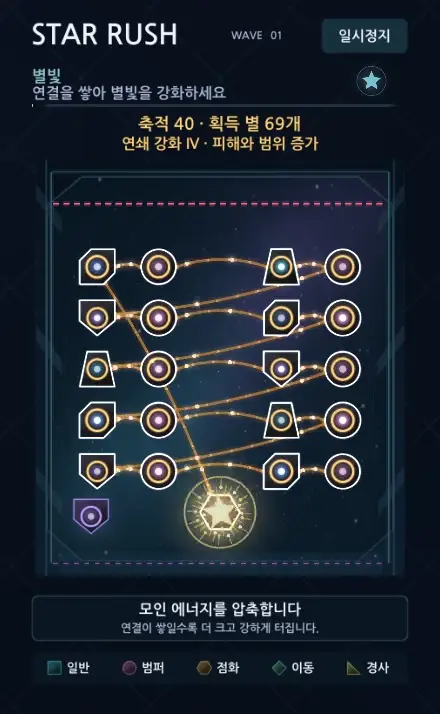 STAR RUSH
WAVE 01
일시정지
별빛
연결을 쌓아 별빛을 강화하세요
축적 40 · 획득 별 69개
연쇄 강화 IV · 피해와 범위 증가
모인 에너지를 압축합니다
연결이 쌓일수록 더 크고 강하게 터집니다.
일반 범퍼 점화 이동 경사